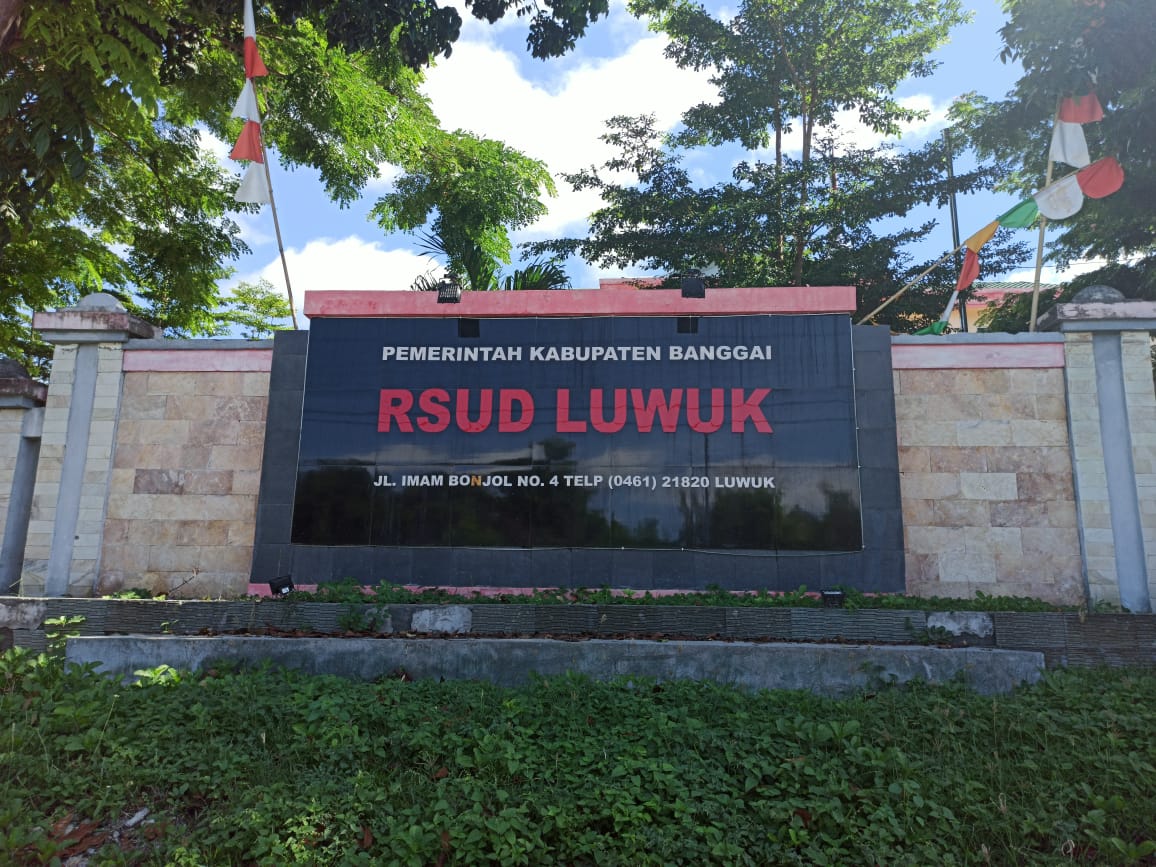 PEMERINTAH KABUPATEN BANGGAI
RSUD LUWUK
JL. IMAM BONJOL NO. 4 TELP (0461) 21820 LUWUK